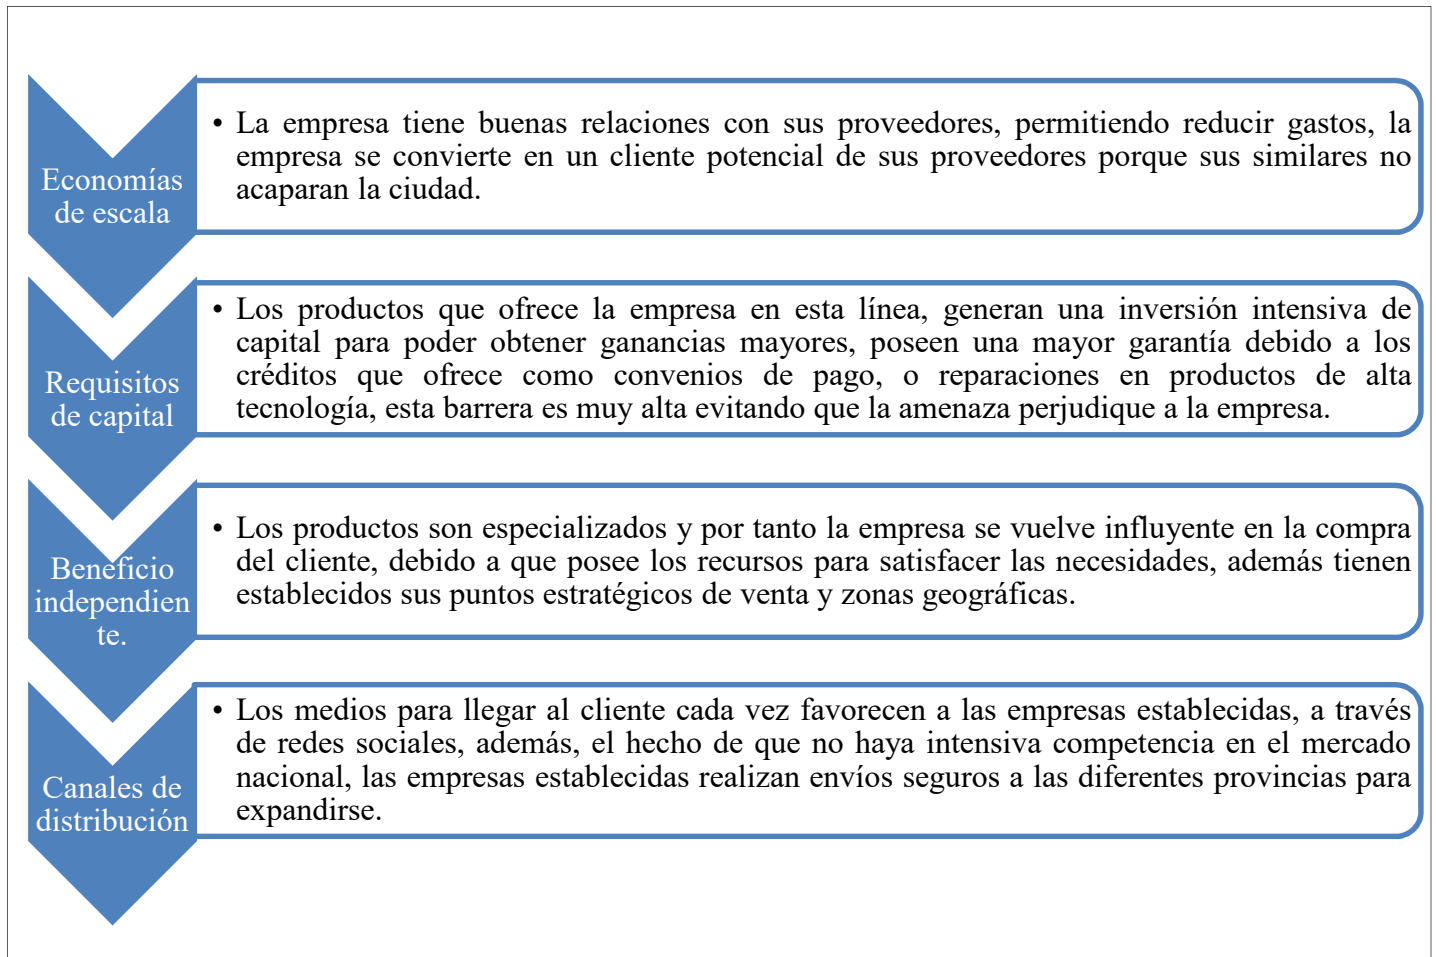 Economías
de escala
• La empresa tiene buenas relaciones con sus proveedores, permitiendo reducir gastos, la
empresa se convierte en un cliente potencial de sus proveedores porque sus similares no
acaparan la ciudad.
Requisitos
de capital
• Los productos que ofrece la empresa en esta línea, generan una inversión intensiva de
capital para poder obtener ganancias mayores, poseen una mayor garantía debido a los
créditos que ofrece como convenios de pago, o reparaciones en productos de alta
tecnología, esta barrera es muy alta evitando que la amenaza perjudique a la empresa.
Beneficio
independien
te.
• Los productos son especializados y por tanto la empresa se vuelve influyente en la compra
del cliente, debido a que posee los recursos para satisfacer las necesidades, además tienen
establecidos sus puntos estratégicos de venta y zonas geográficas.
Canales de
distribución
• Los medios para llegar al cliente cada vez favorecen a las empresas establecidas, a través
de redes sociales, además, el hecho de que no haya intensiva competencia en el mercado
nacional, las empresas establecidas realizan envíos seguros a las diferentes provincias para
expandirse.